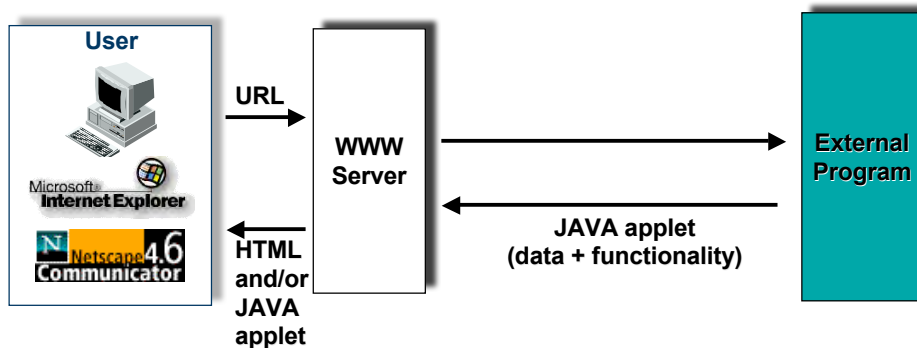 User
Microsoft®
Internet Explorer
N
Netscape 4.6
Communicator
URL
HTML
and/or
JAVA
applet
WWW
Server
JAVA applet
(data + functionality)
External
Program